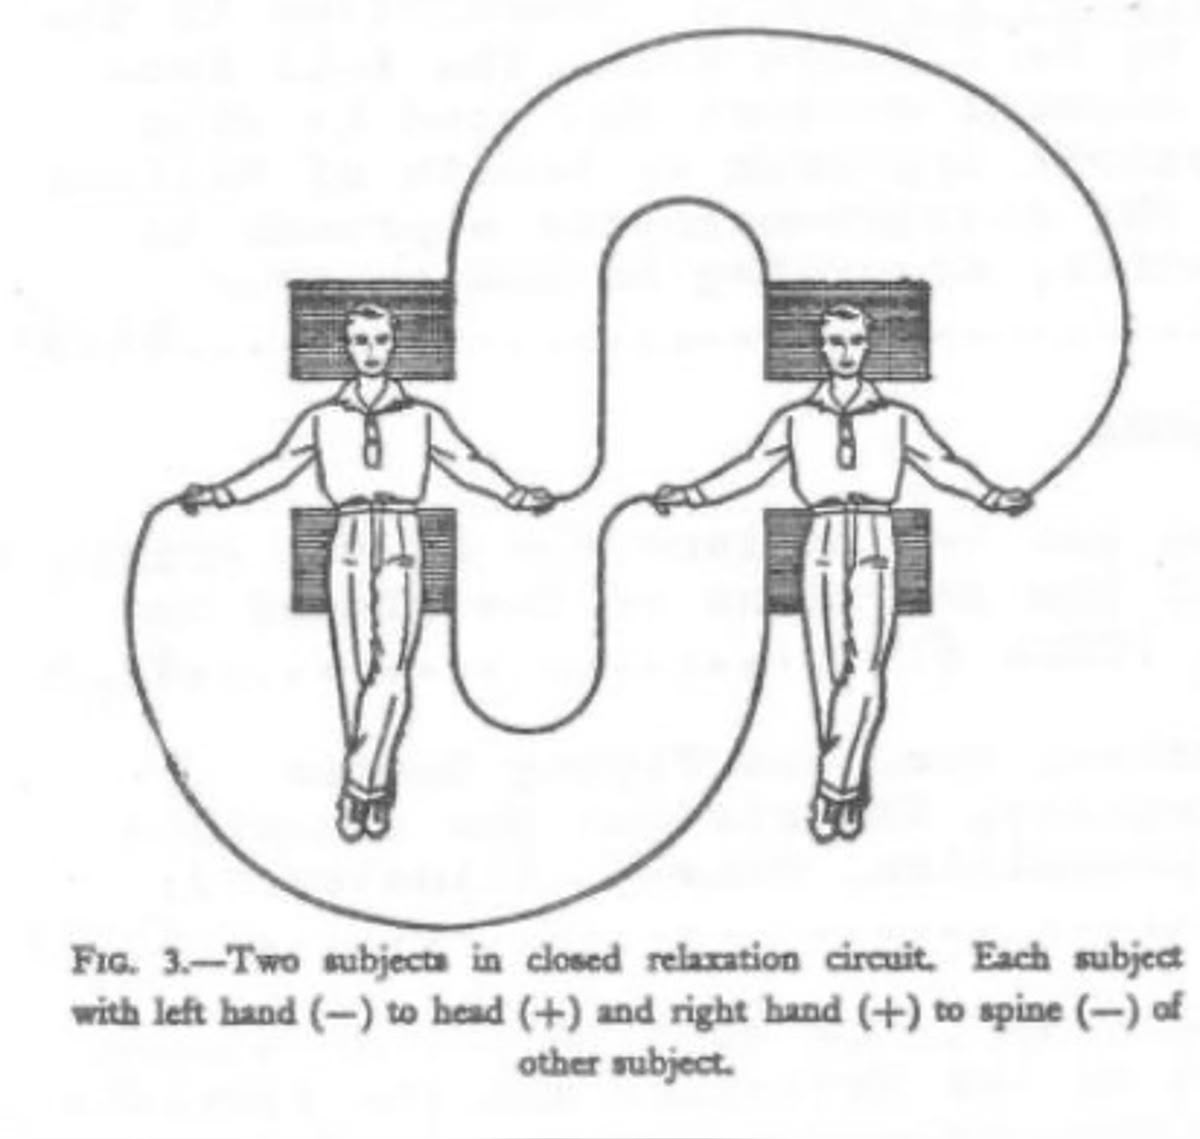 FIG. 3.—Two subjects in closed relaxation circuit. Each subject
with left hand (—) to head (+) and right hand (+) to spine (—) of
other subject.